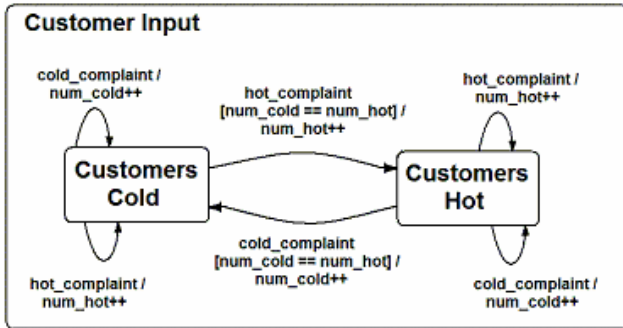 Customer Input
cold_complaint /
num_cold++
hot_complaint
[num_cold == num_hot] /
num_hot++
hot_complaint /
num_hot++
Customers
Cold
Customers
Hot
hot_complaint /
num_hot++
cold_complaint
[num_cold == num_hot] /
num_cold++
cold_complaint /
num_cold++